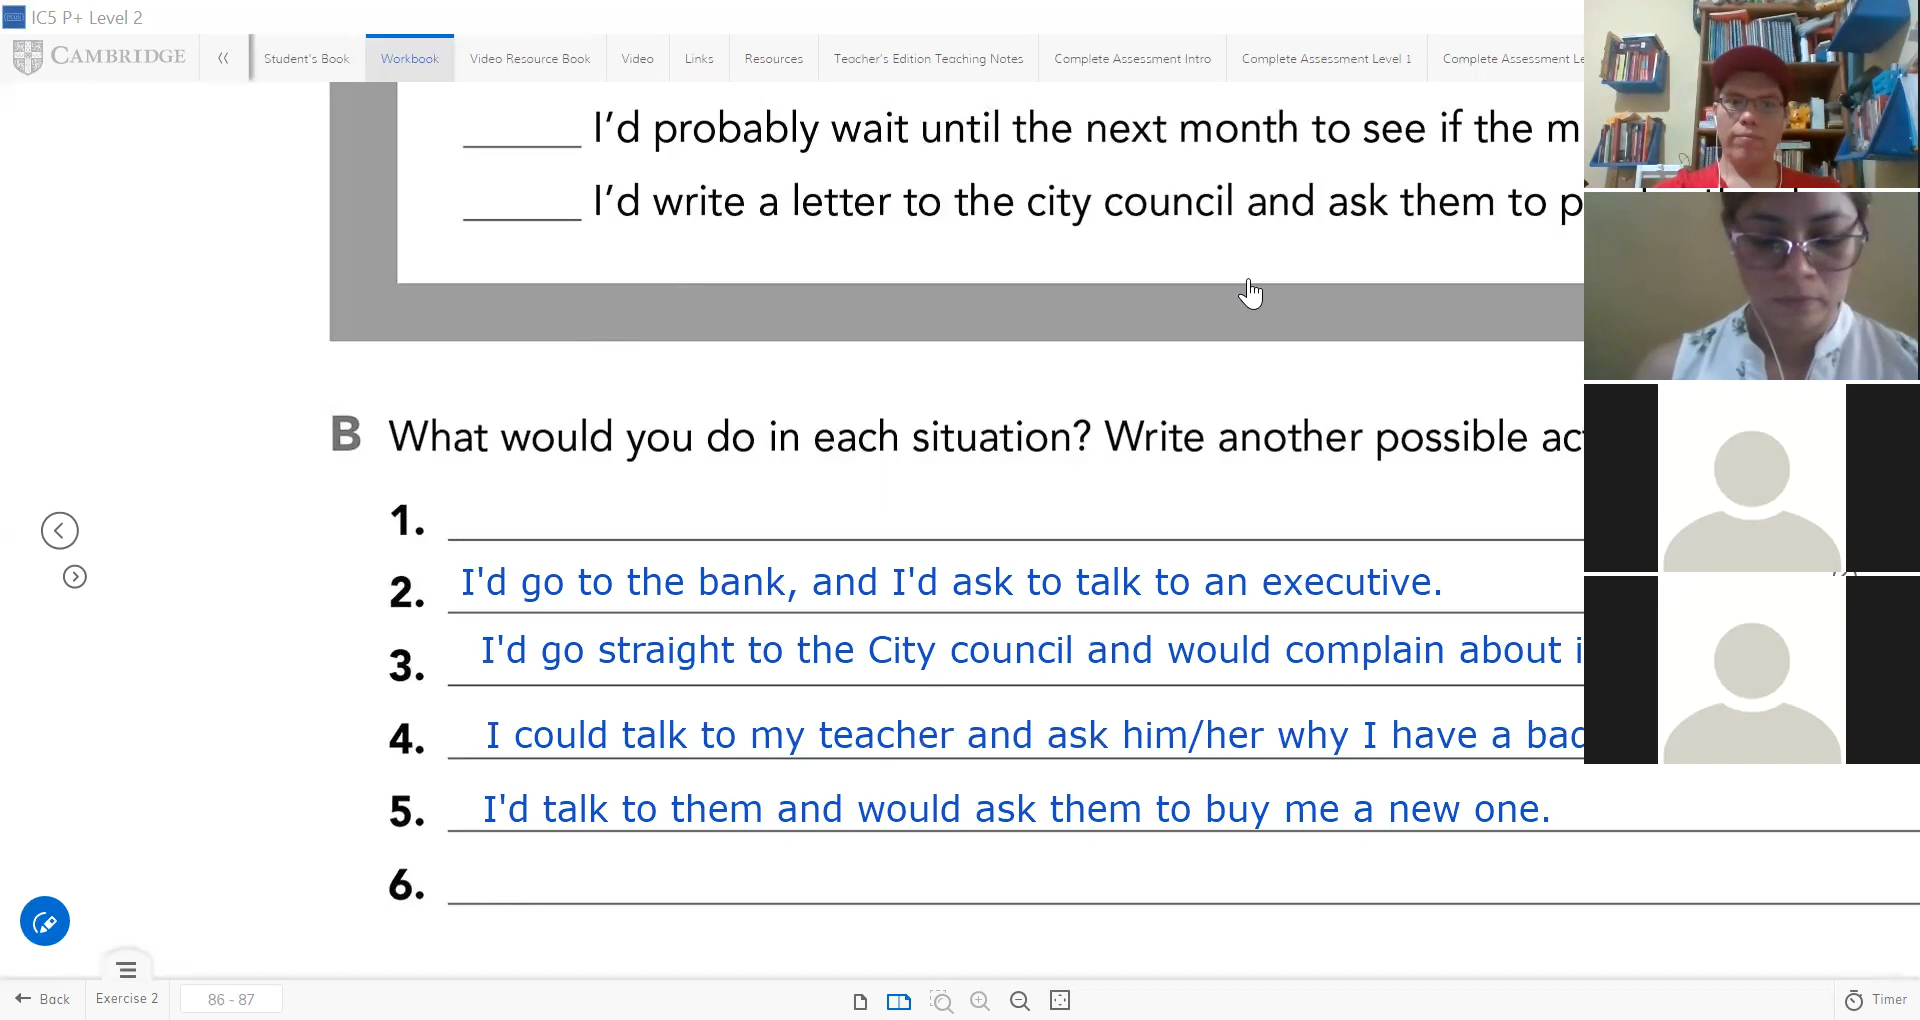 IC5 P+ Level 2
CAMBRIDGE
Student's Book
Workbook
Video Resource Book
Video
Links
Resources
Teacher's Edition Teaching Notes
Complete Assessment Intro
Complete Assessment Level 1
Complete Assessment Le
I'd probably wait until the next month to see if the m
I'd write a letter to the city council and ask them to p
B What would you do in each situation? Write another possible ac
1.
2. I'd go to the bank, and I'd ask to talk to an executive.
3. I'd go straight to the City council and would complain about i
4. I could talk to my teacher and ask him/her why I have a bad
5. I'd talk to them and would ask them to buy me a new one.
6.
Back
Exercise 2
86 - 87
Timer